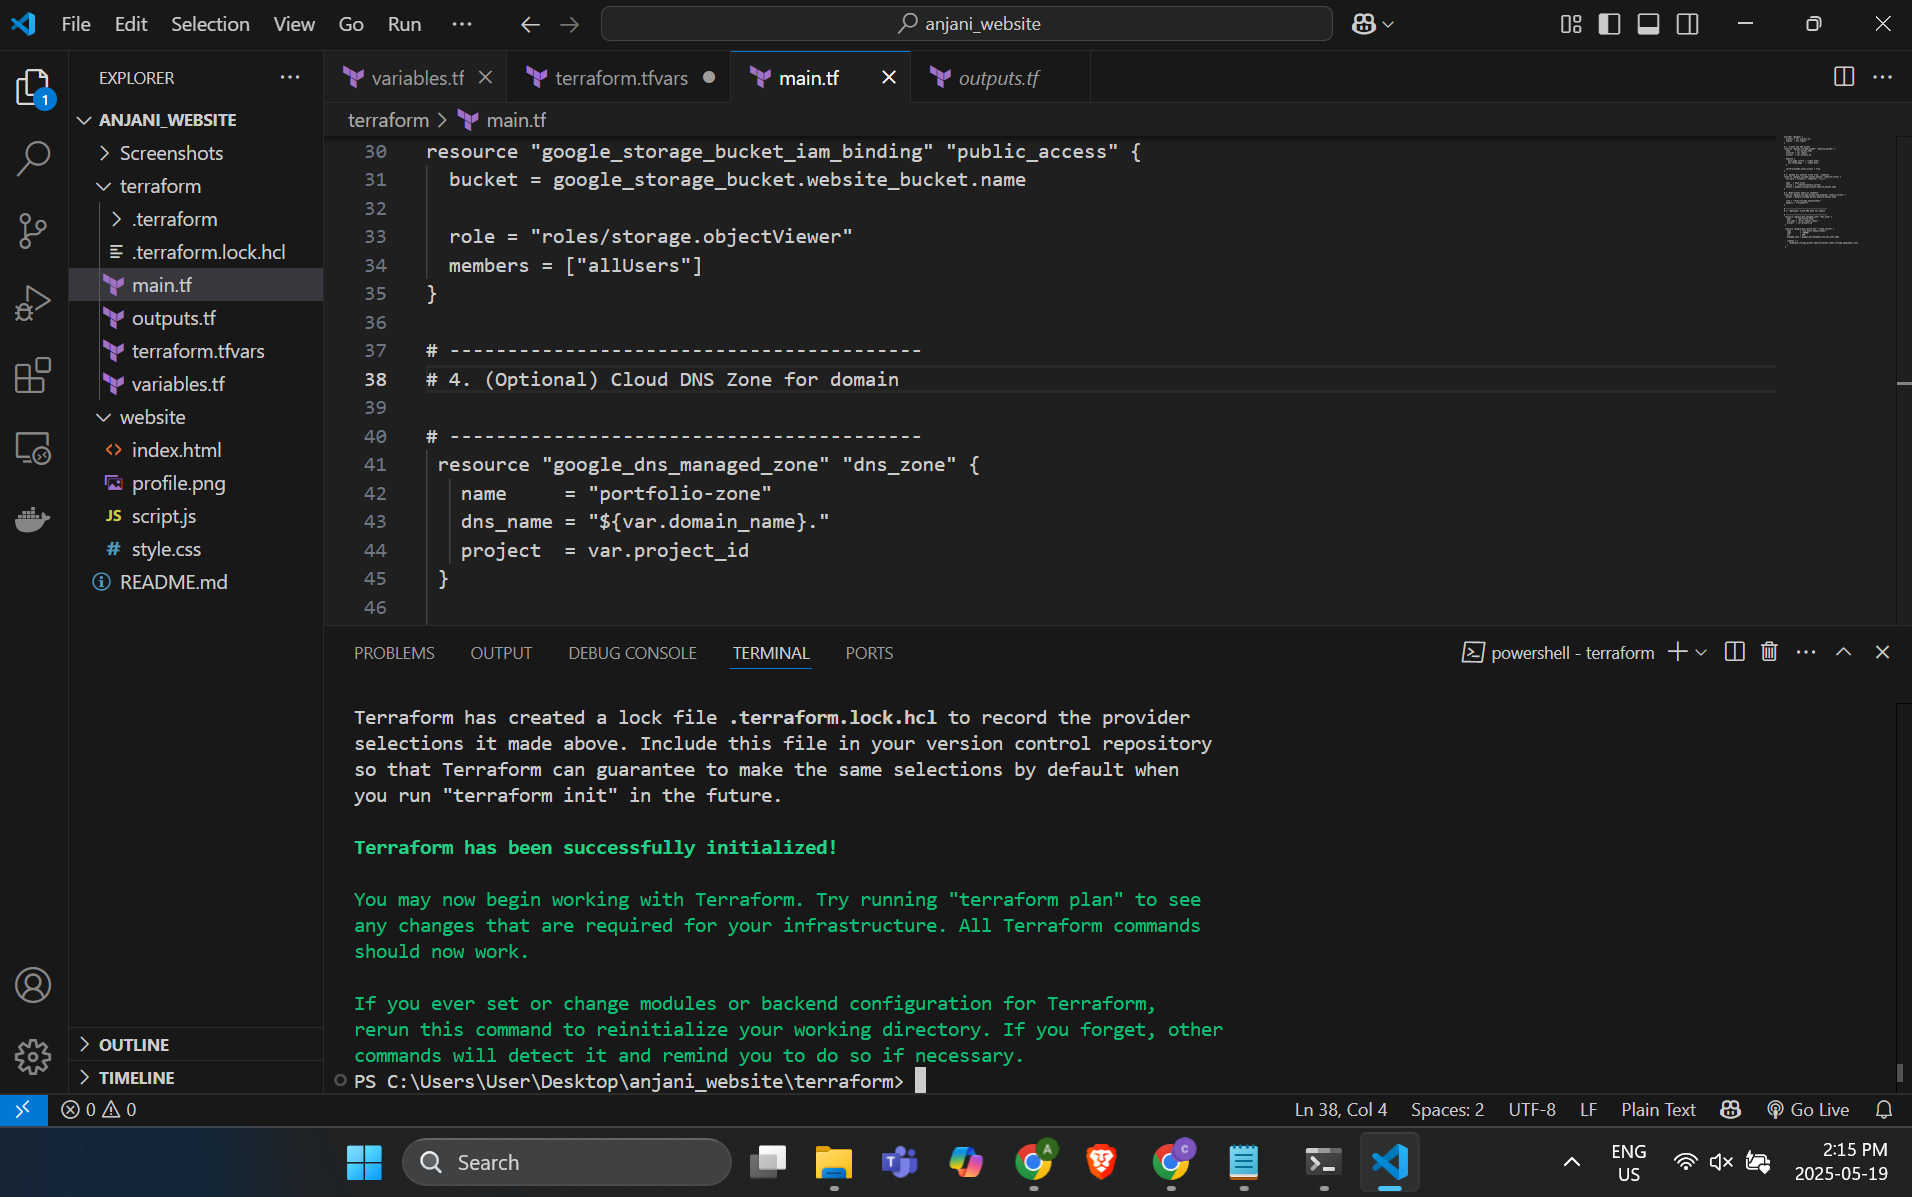 File Edit Selection View Go Run ···
anjani_website
EXPLORER
1
ANJANI_WEBSITE
Screenshots
terraform
.terraform
.terraform.lock.hcl
main.tf
outputs.tf
terraform.tfvars
variables.tf
website
index.html
profile.png
JS script.js
# style.css
README.md
OUTLINE
TIMELINE
variables.tf
terraform.tfvars
main.tf
outputs.tf
terraform > main.tf
30 resource "google_storage_bucket_iam_binding" "public_access" {
31 bucket = google_storage_bucket.website_bucket.name
32
33 role = "roles/storage.objectViewer"
34 members = ["allUsers"]
35 }
36
37 # -----------------------------------------
38 # 4. (Optional) Cloud DNS Zone for domain
39
40 # -----------------------------------------
41 resource "google_dns_managed_zone" "dns_zone" {
42 name     = "portfolio-zone"
43 dns_name = "${var.domain_name}."
44 project  = var.project_id
45 }
46
PROBLEMS OUTPUT DEBUG CONSOLE TERMINAL PORTS
powershell - terraform
Terraform has created a lock file .terraform.lock.hcl to record the provider
selections it made above. Include this file in your version control repository
so that Terraform can guarantee to make the same selections by default when
you run "terraform init" in the future.
Terraform has been successfully initialized!
You may now begin working with Terraform. Try running "terraform plan" to see
any changes that are required for your infrastructure. All Terraform commands
should now work.
If you ever set or change modules or backend configuration for Terraform,
rerun this command to reinitialize your working directory. If you forget, other
commands will detect it and remind you to do so if necessary.
PS C:\Users\User\Desktop\anjani_website\terraform>
0 0
Ln 38, Col 4 Spaces: 2 UTF-8 LF Plain Text Go Live
Search
A
C
ENG
US
2:15 PM
2025-05-19